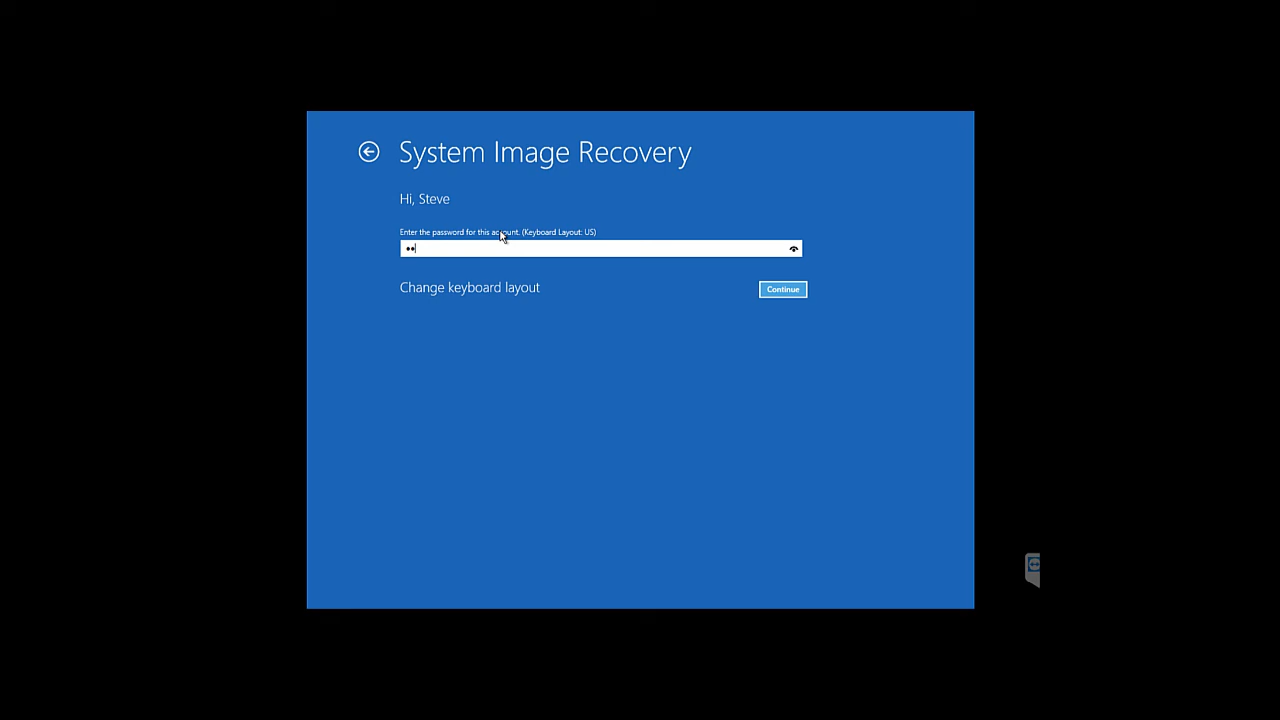 System Image Recovery
Hi, Steve
Enter the password for this account. (Keyboard Layout: US)
Change keyboard layout
Continue